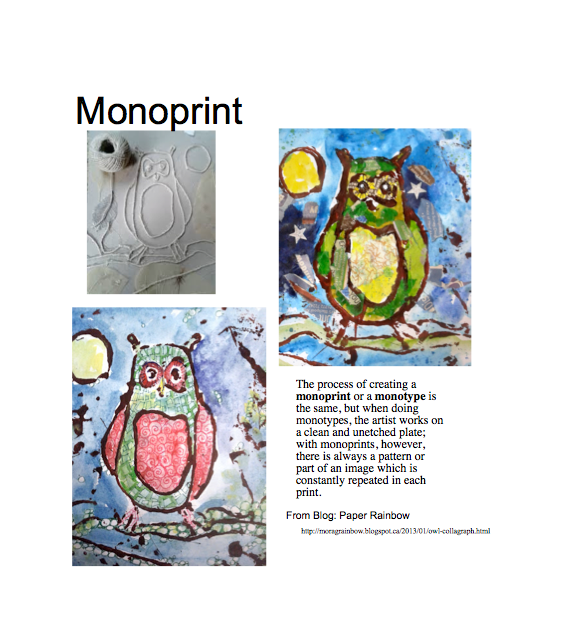 Monoprint
The process of creating a
monoprint or a monotype is
the same, but when doing
monotypes, the artist works on
a clean and unetched plate;
with monoprints, however,
there is always a pattern or
part of an image which is
constantly repeated in each
print.
From Blog: Paper Rainbow
http://moragrainbow.blogspot.ca/2013/01/owl-collagraph.html